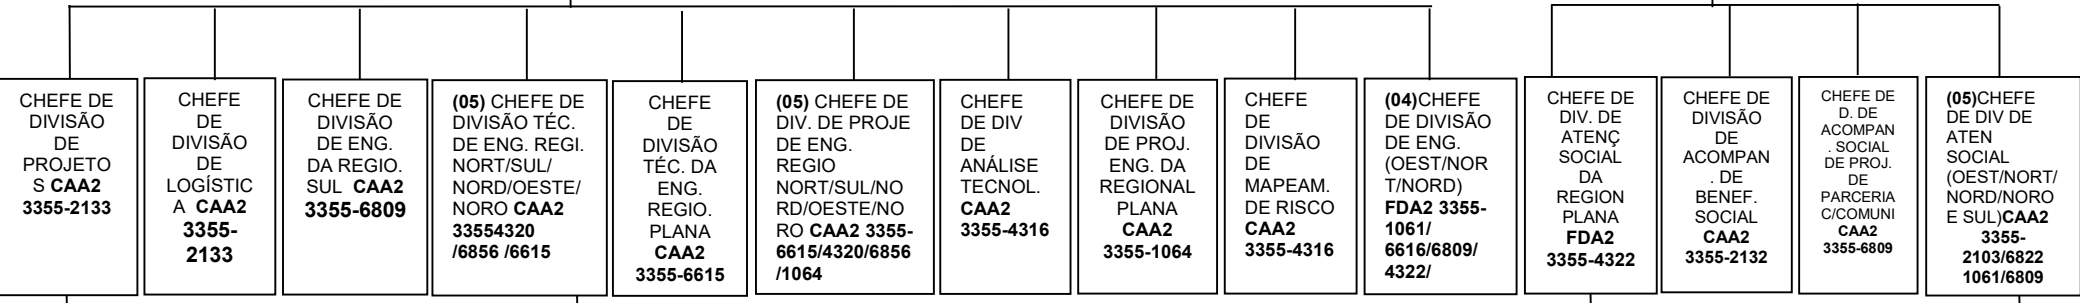 CHEFE DE
DIVISÃO
DE
PROJETO
S CAA2
3355-2133
CHEFE
DE
DIVISÃO
DE
LOGÍSTIC
A CAA2
3355-
2133
CHEFE DE
DIVISÃO
DE ENG.
DA REGIO.
SUL CAA2
3355-6809
(05) CHEFE DE
DIVISÃO TÉC.
DE ENG. REGI.
NORT/SUL/
NORD/OESTE/
NORO CAA2
33554320
/6856 /6615
CHEFE
DE
DIVISÃO
TÉC. DA
ENG.
REGIO.
PLANA
CAA2
3355-6615
(05) CHEFE DE
DIV. DE PROJE
DE ENG.
REGIO
NORT/SUL/NO
RD/OESTE/NO
RO CAA2 3355-
6615/4320/6856
/1064
CHEFE
DE DIV
DE
ANÁLISE
TECNOL.
CAA2
3355-4316
CHEFE DE
DIVISÃO
DE PROJ.
ENG. DA
REGIONAL
PLANA
CAA2
3355-1064
CHEFE
DE
DIVISÃO
DE
MAPEAM.
DE RISCO
CAA2
3355-4316
(04)CHEFE
DE DIVISÃO
DE ENG.
(OEST/NOR
T/NORD)
FDA2 3355-
1061/
6616/6809/
4322/
CHEFE DE
DIV. DE
ATENÇ
SOCIAL
DA
REGION
PLANA
FDA2
3355-4322
CHEFE DE
DIVISÃO
DE
ACOMPAN
. DE
BENEF.
SOCIAL
CAA2
3355-2132
CHEFE DE
D. DE
ACOMPAN
. SOCIAL
DE PROJ.
DE
PARCERIA
C/COMUNI
CAA2
3355-6809
(05)CHEFE
DE DIV DE
ATEN
SOCIAL
(OEST/NORT/
NORD/NORO
E SUL)CAA2
3355-
2103/6822
1061/6809